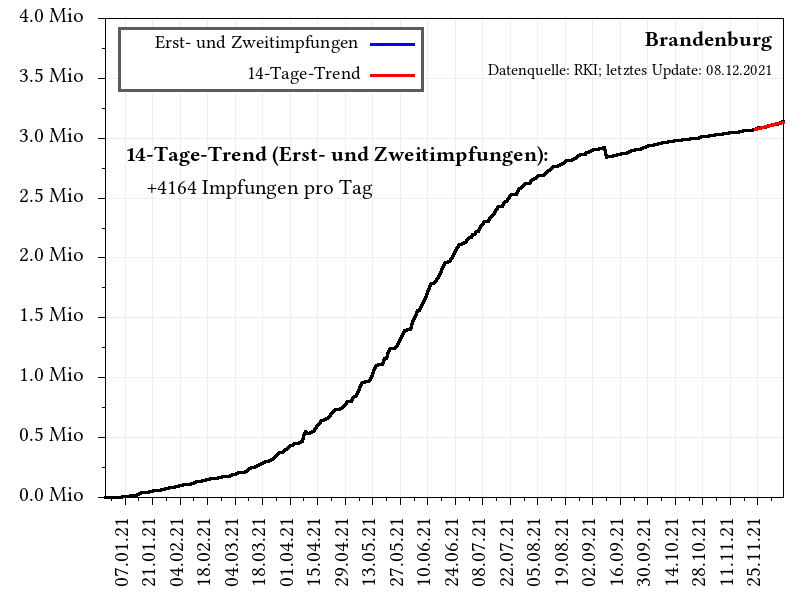 4.0 Mio
3.5 Mio
3.0 Mio
2.5 Mio
2.0 Mio
1.5 Mio
1.0 Mio
0.5 Mio
0.0 Mio
Erst- und Zweitimpfungen
14-Tage-Trend
Brandenburg
Datenquelle: RKI; letztes Update: 08.12.2021
14-Tage-Trend (Erst- und Zweitimpfungen):
+4164 Impfungen pro Tag
07.01.21
21.01.21
04.02.21
18.02.21
04.03.21
18.03.21
01.04.21
15.04.21
29.04.21
13.05.21
27.05.21
10.06.21
24.06.21
08.07.21
22.07.21
05.08.21
19.08.21
02.09.21
16.09.21
30.09.21
14.10.21
28.10.21
11.11.21
25.11.21